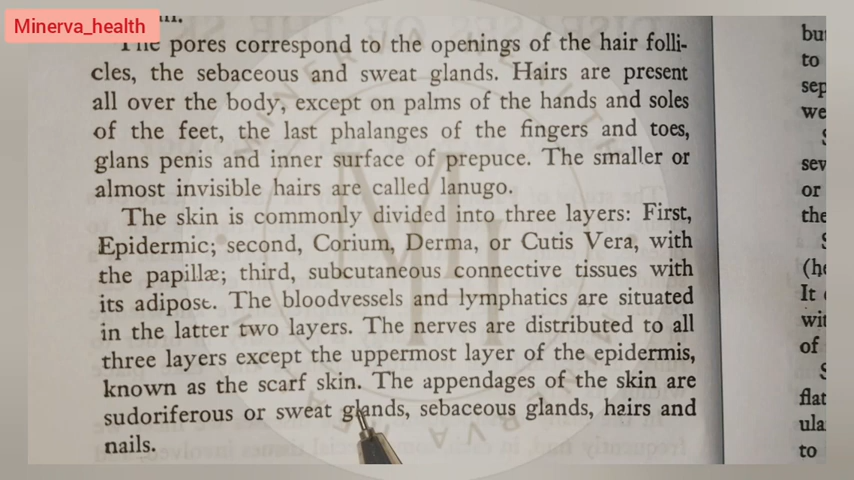 Minerva_health
The pores correspond to the openings of the hair folli-
cles, the sebaceous and sweat glands. Hairs are present
all over the body, except on palms of the hands and soles
of the feet, the last phalanges of the fingers and toes,
glans penis and inner surface of prepuce. The smaller or
almost invisible hairs are called lanugo.
The skin is commonly divided into three layers: First,
Epidermic; second, Corium, Derma, or Cutis Vera, with
the papillæ; third, subcutaneous connective tissues with
its adipose. The bloodvessels and lymphatics are situated
in the latter two layers. The nerves are distributed to all
three layers except the uppermost layer of the epidermis,
known as the scarf skin. The appendages of the skin are
sudoriferous or sweat glands, sebaceous glands, hairs and
nails.
to
or
the
It
of
to